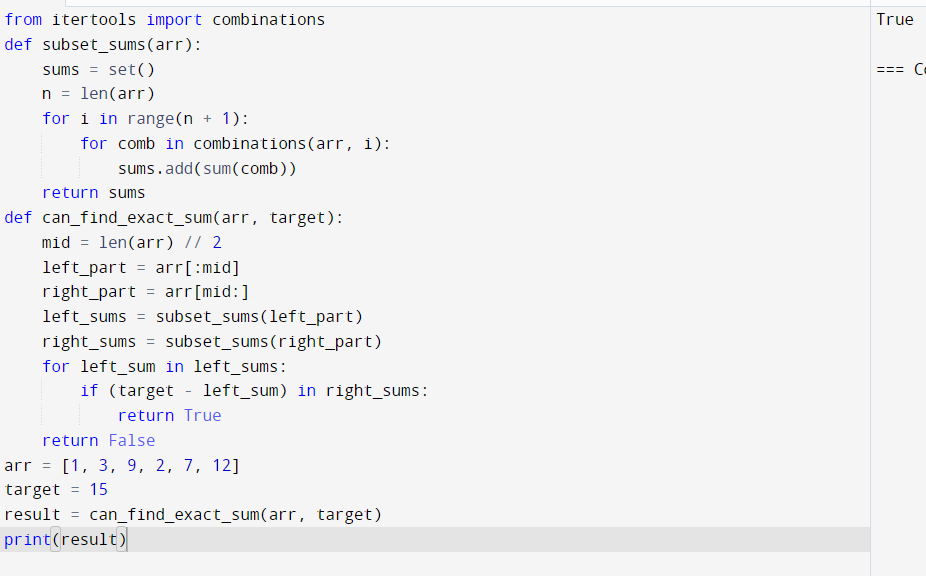 from itertools import combinations
def subset_sums(arr):
    sums = set()
    n = len(arr)
    for i in range(n + 1):
        for comb in combinations(arr, i):
            sums.add(sum(comb))
    return sums
def can_find_exact_sum(arr, target):
    mid = len(arr) // 2
    left_part = arr[:mid]
    right_part = arr[mid:]
    left_sums = subset_sums(left_part)
    right_sums = subset_sums(right_part)
    for left_sum in left_sums:
        if (target - left_sum) in right_sums:
            return True
    return False
arr = [1, 3, 9, 2, 7, 12]
target = 15
result = can_find_exact_sum(arr, target)
print(result)
True
===